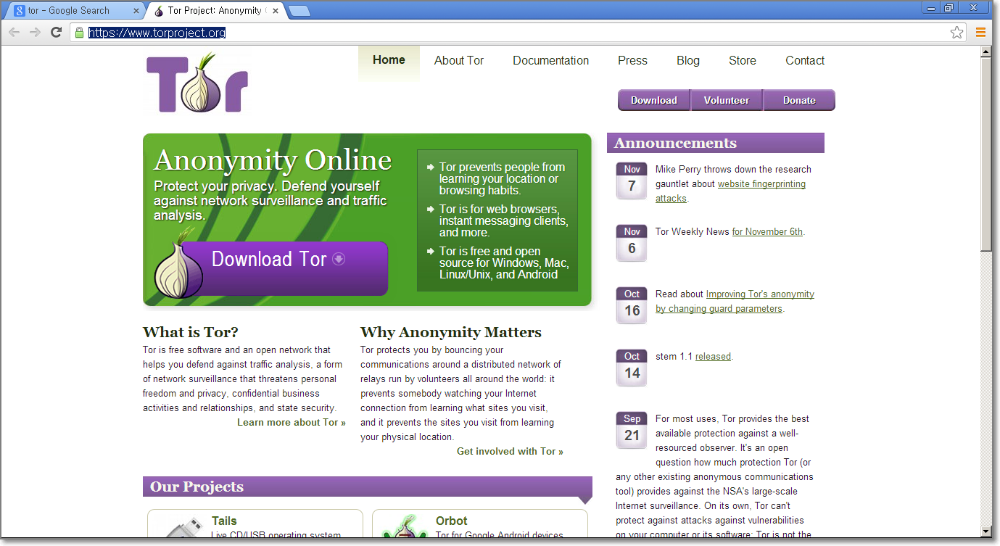 tor - Google Search
Tor Project: Anonymity
https://www.torproject.org
Tor
Home
About Tor
Documentation
Press
Blog
Store
Contact
Download
Volunteer
Donate
Anonymity Online
Protect your privacy. Defend yourself
against network surveillance and traffic
analysis.
Download Tor
Tor prevents people from
learning your location or
browsing habits.
Tor is for web browsers,
instant messaging clients,
and more.
Tor is free and open
source for Windows, Mac,
Linux/Unix, and Android
What is Tor?
Tor is free software and an open network that
helps you defend against traffic analysis, a form
of network surveillance that threatens personal
freedom and privacy, confidential business
activities and relationships, and state security.
Learn more about Tor »
Why Anonymity Matters
Tor protects you by bouncing your
communications around a distributed network of
relays run by volunteers all around the world: it
prevents somebody watching your Internet
connection from learning what sites you visit,
and it prevents the sites you visit from learning
your physical location.
Get involved with Tor »
Our Projects
Tails
Live CD/USB operating system
Orbot
Tor for Google Android devices
Announcements
Nov
7
Mike Perry throws down the research
gauntlet about website fingerprinting
attacks.
Nov
6
Tor Weekly News for November 6th.
Oct
16
Read about Improving Tor's anonymity
by changing guard parameters.
Oct
14
stem 1.1 released.
Sep
21
For most uses, Tor provides the best
available protection against a well-
resourced observer. It's an open
question how much protection Tor (or
any other existing anonymous communications
tool) provides against the NSA's large-scale
Internet surveillance. On its own, Tor can't
protect against attacks against vulnerabilities
on your computer or its software; Tor is not the